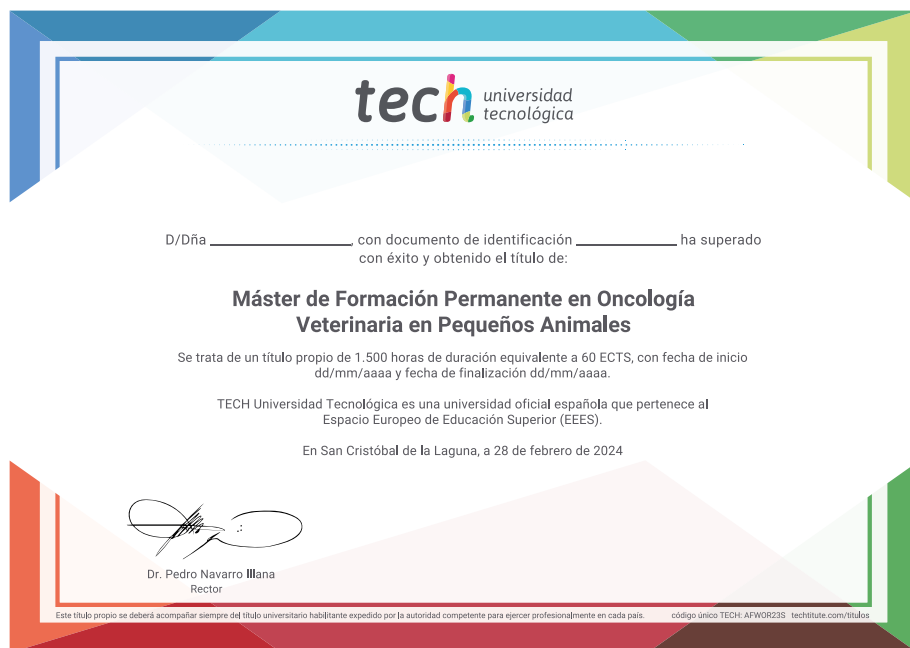 tech universidad
tecnológica
D/Dña ______________, con documento de identificación __________ ha superado
con éxito y obtenido el título de:
Máster de Formación Permanente en Oncología
Veterinaria en Pequeños Animales
Se trata de un título propio de 1.500 horas de duración equivalente a 60 ECTS, con fecha de inicio
dd/mm/aaaa y fecha de finalización dd/mm/aaaa.
TECH Universidad Tecnológica es una universidad oficial española que pertenece al
Espacio Europeo de Educación Superior (EEES).
En San Cristóbal de la Laguna, a 28 de febrero de 2024
Dr. Pedro Navarro Illana
Rector
Este título propio se deberá acompañar siempre del título universitario habilitante expedido por la autoridad competente para ejercer profesionalmente en cada país. código único TECH: AFWOR23S techtitute.com/titulos